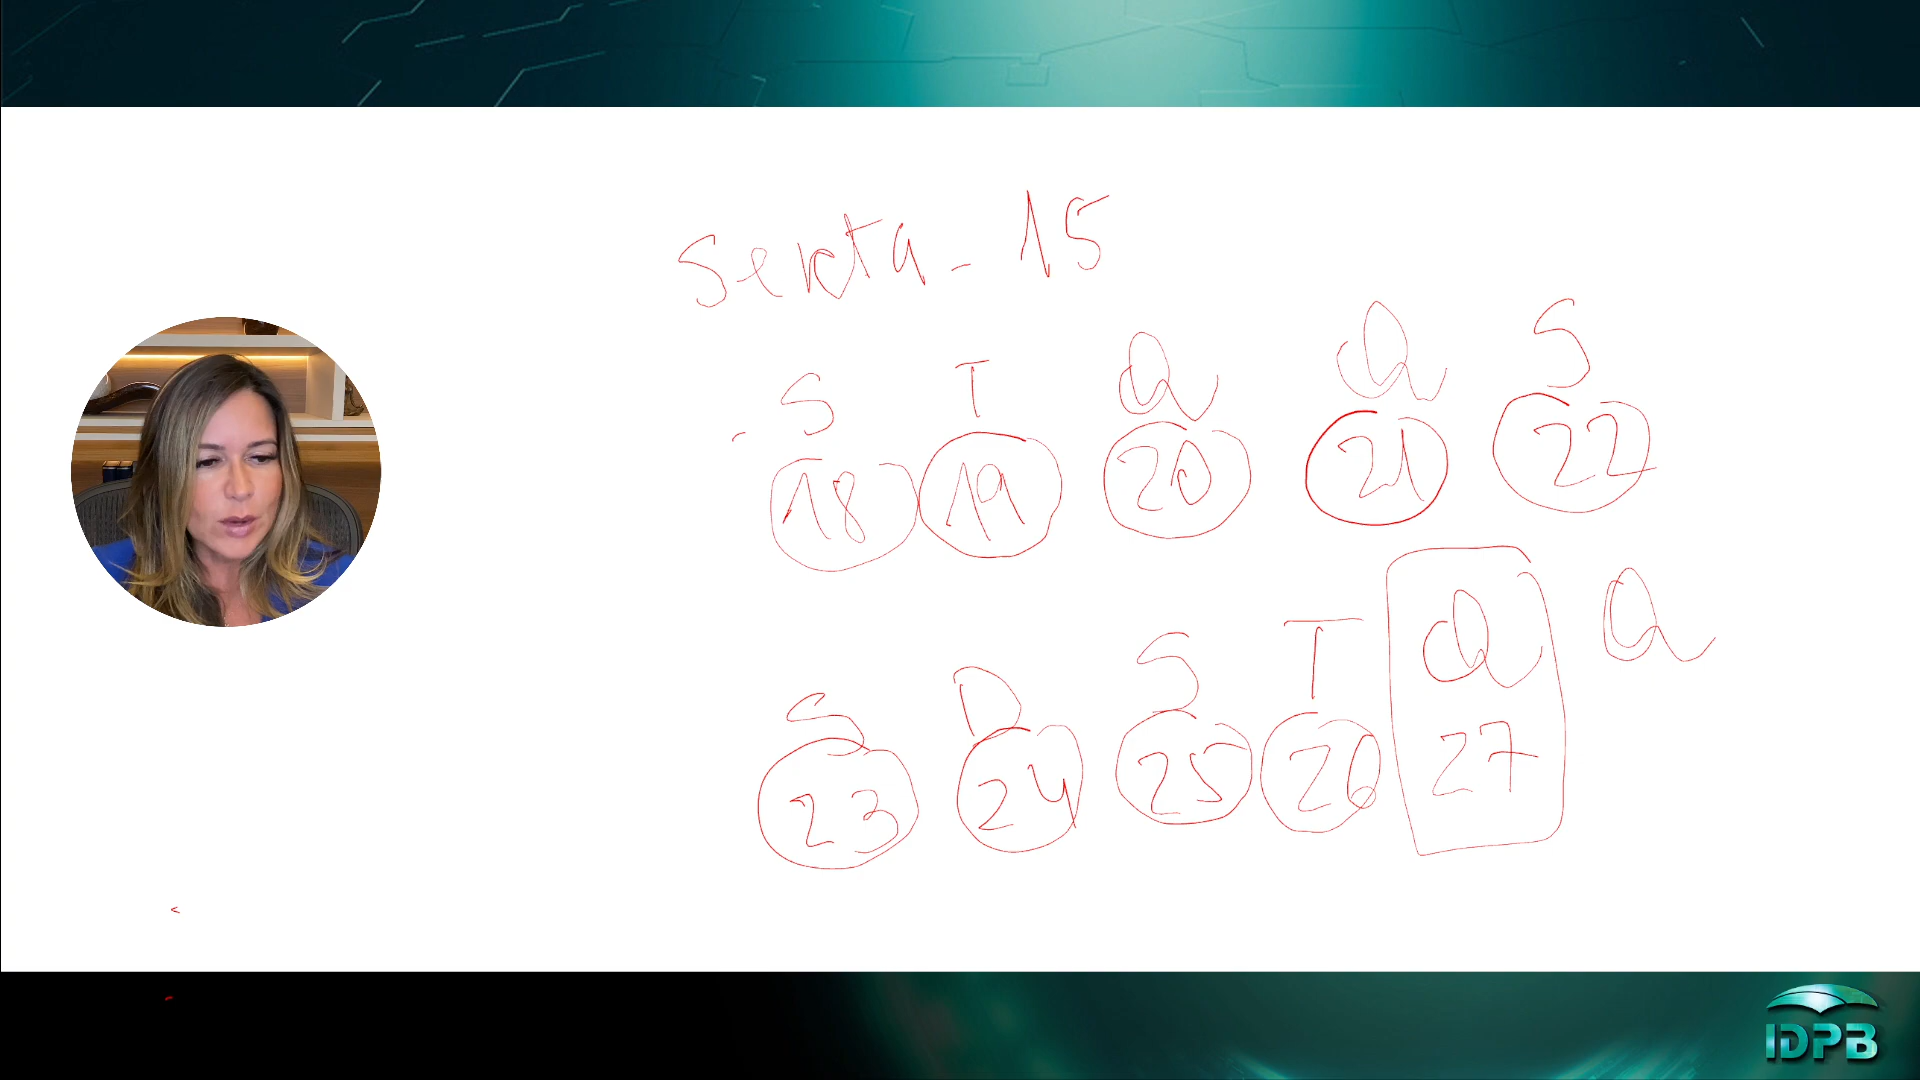 Sexta - 15
S T Q Q S
18 19 20 21 22
S D S T Q Q
23 24 25 26 27
IDPB